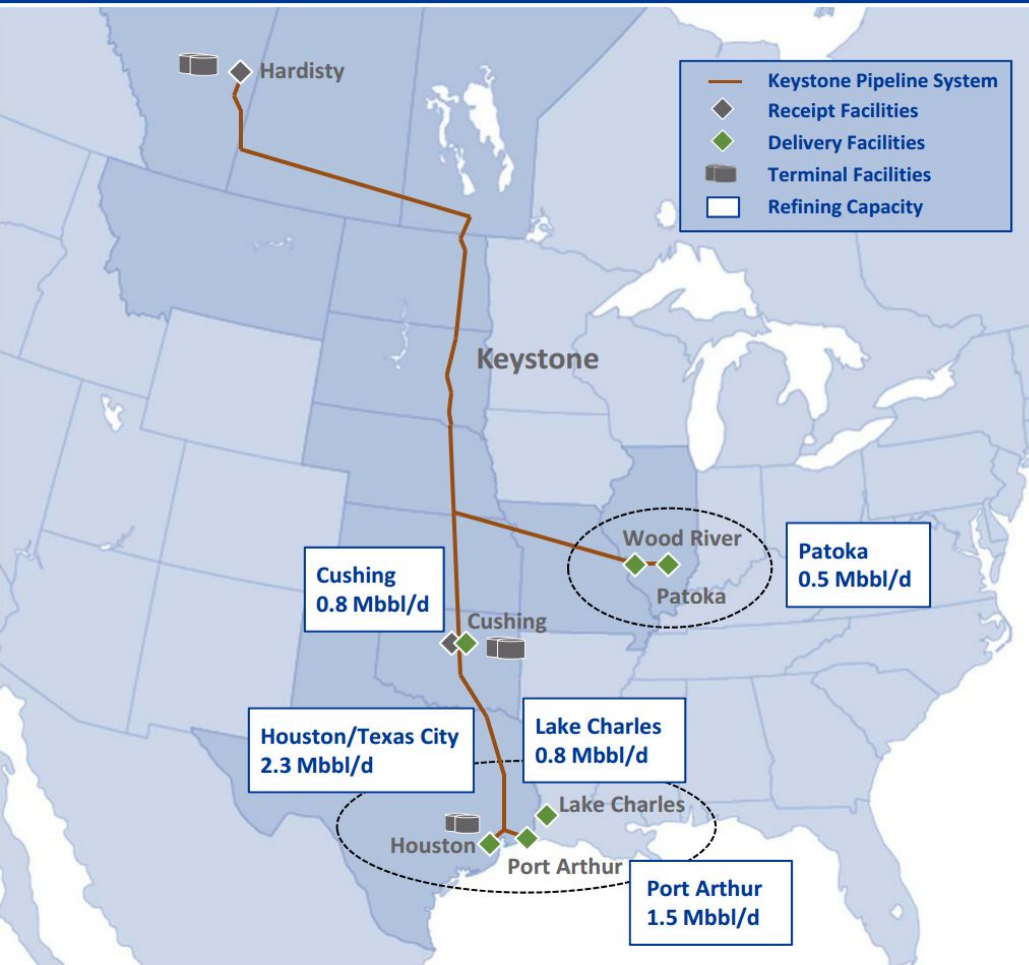 Hardisty
Keystone Pipeline System
Receipt Facilities
Delivery Facilities
Terminal Facilities
Refining Capacity
Keystone
Wood River
Patoka
Patoka
0.5 Mbbl/d
Cushing
0.8 Mbbl/d
Cushing
Houston/Texas City
2.3 Mbbl/d
Lake Charles
0.8 Mbbl/d
Lake Charles
Houston
Port Arthur
Port Arthur
1.5 Mbbl/d